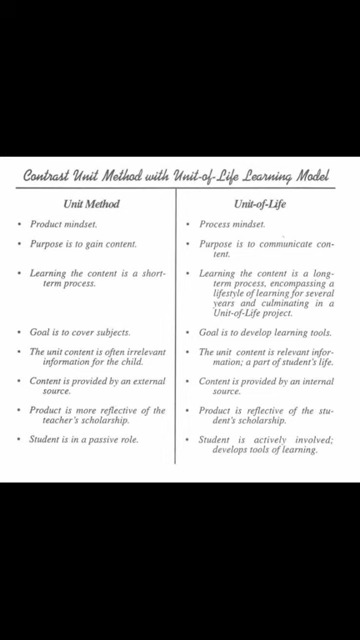 Contrast Unit Method with Unit-of-Life Learning Model
Unit Method
• Product mindset.
• Purpose is to gain content.
• Learning the content is a short-
term process.
• Goal is to cover subjects.
• The unit content is often irrelevant
information for the child.
• Content is provided by an external
source.
• Product is more reflective of the
teacher's scholarship.
• Student is in a passive role.
Unit-of-Life
• Process mindset.
• Purpose is to communicate con-
tent.
• Learning the content is a long-
term process, encompassing a
lifestyle of learning for several
years and culminating in a
Unit-of-Life project.
• Goal is to develop learning tools.
• The unit content is relevant infor-
mation; a part of student's life.
• Content is provided by an internal
source.
• Product is reflective of the stu-
dent's scholarship.
• Student is actively involved;
develops tools of learning.